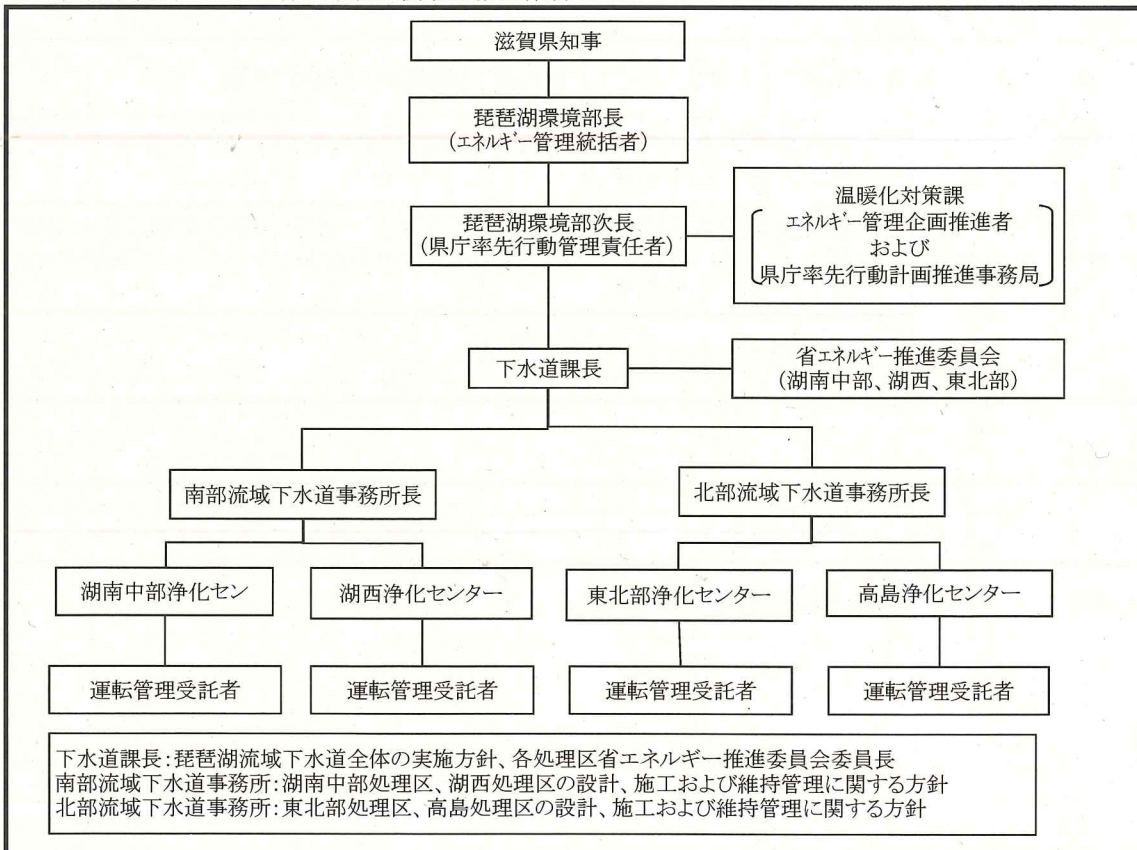 滋賀県知事
琵琶湖環境部長
(エネルギー管理統括者)
琵琶湖環境部次長
(県庁率先行動管理責任者)
温暖化対策課
エネルギー管理企画推進者
および
県庁率先行動計画推進事務局
下水道課長
省エネルギー推進委員会
(湖南中部、湖西、東北部)
南部流域下水道事務所長
北部流域下水道事務所長
湖南中部浄化セン
湖西浄化センター
東北部浄化センター
高島浄化センター
運転管理受託者
運転管理受託者
運転管理受託者
運転管理受託者
下水道課長:琵琶湖流域下水道全体の実施方針、各処理区省エネルギー推進委員会委員長
南部流域下水道事務所:湖南中部処理区、湖西処理区の設計、施工および維持管理に関する方針
北部流域下水道事務所:東北部処理区、高島処理区の設計、施工および維持管理に関する方針